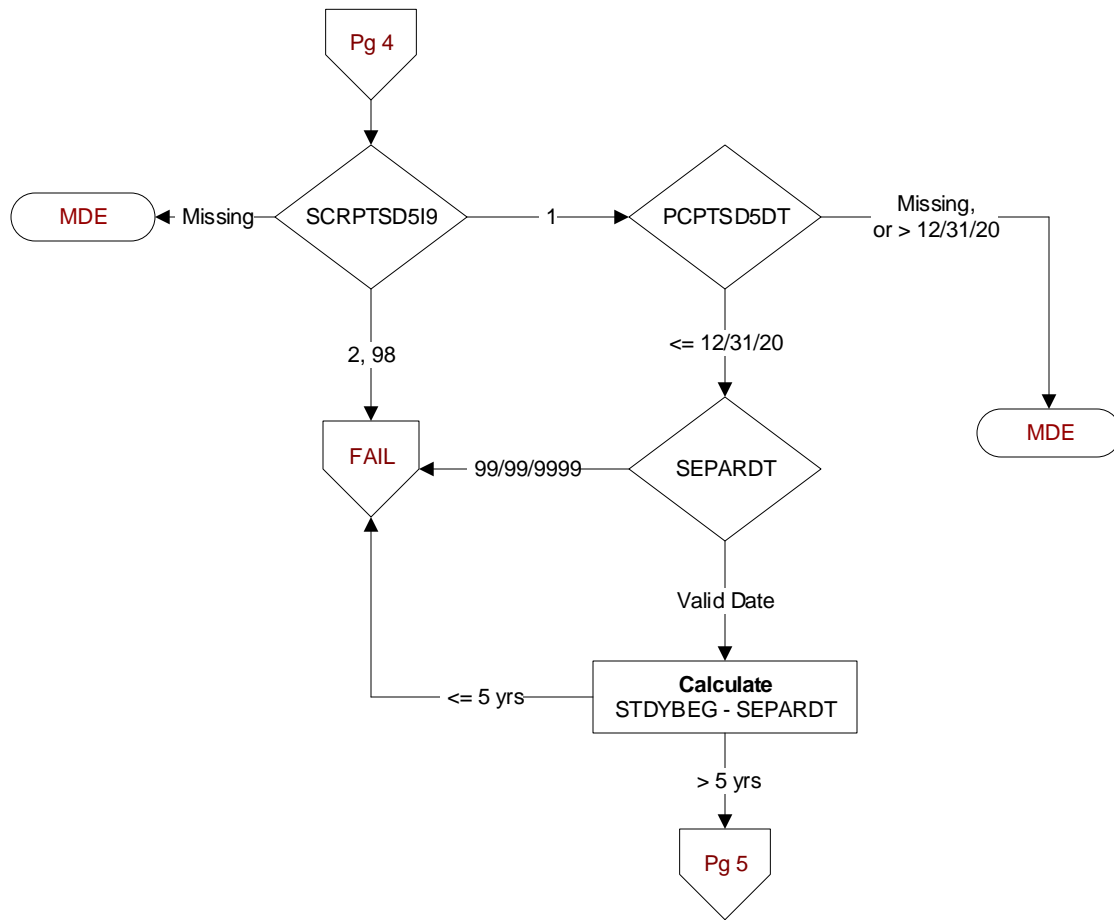 Pg 4
MDE
Missing
SCRPTSD5I9
1
PCPTSD5DT
Missing,
or > 12/31/20
2, 98
<= 12/31/20
MDE
FAIL
99/99/9999
SEPARDT
Valid Date
<= 5 yrs
Calculate
STDYBEG - SEPARDT
> 5 yrs
Pg 5